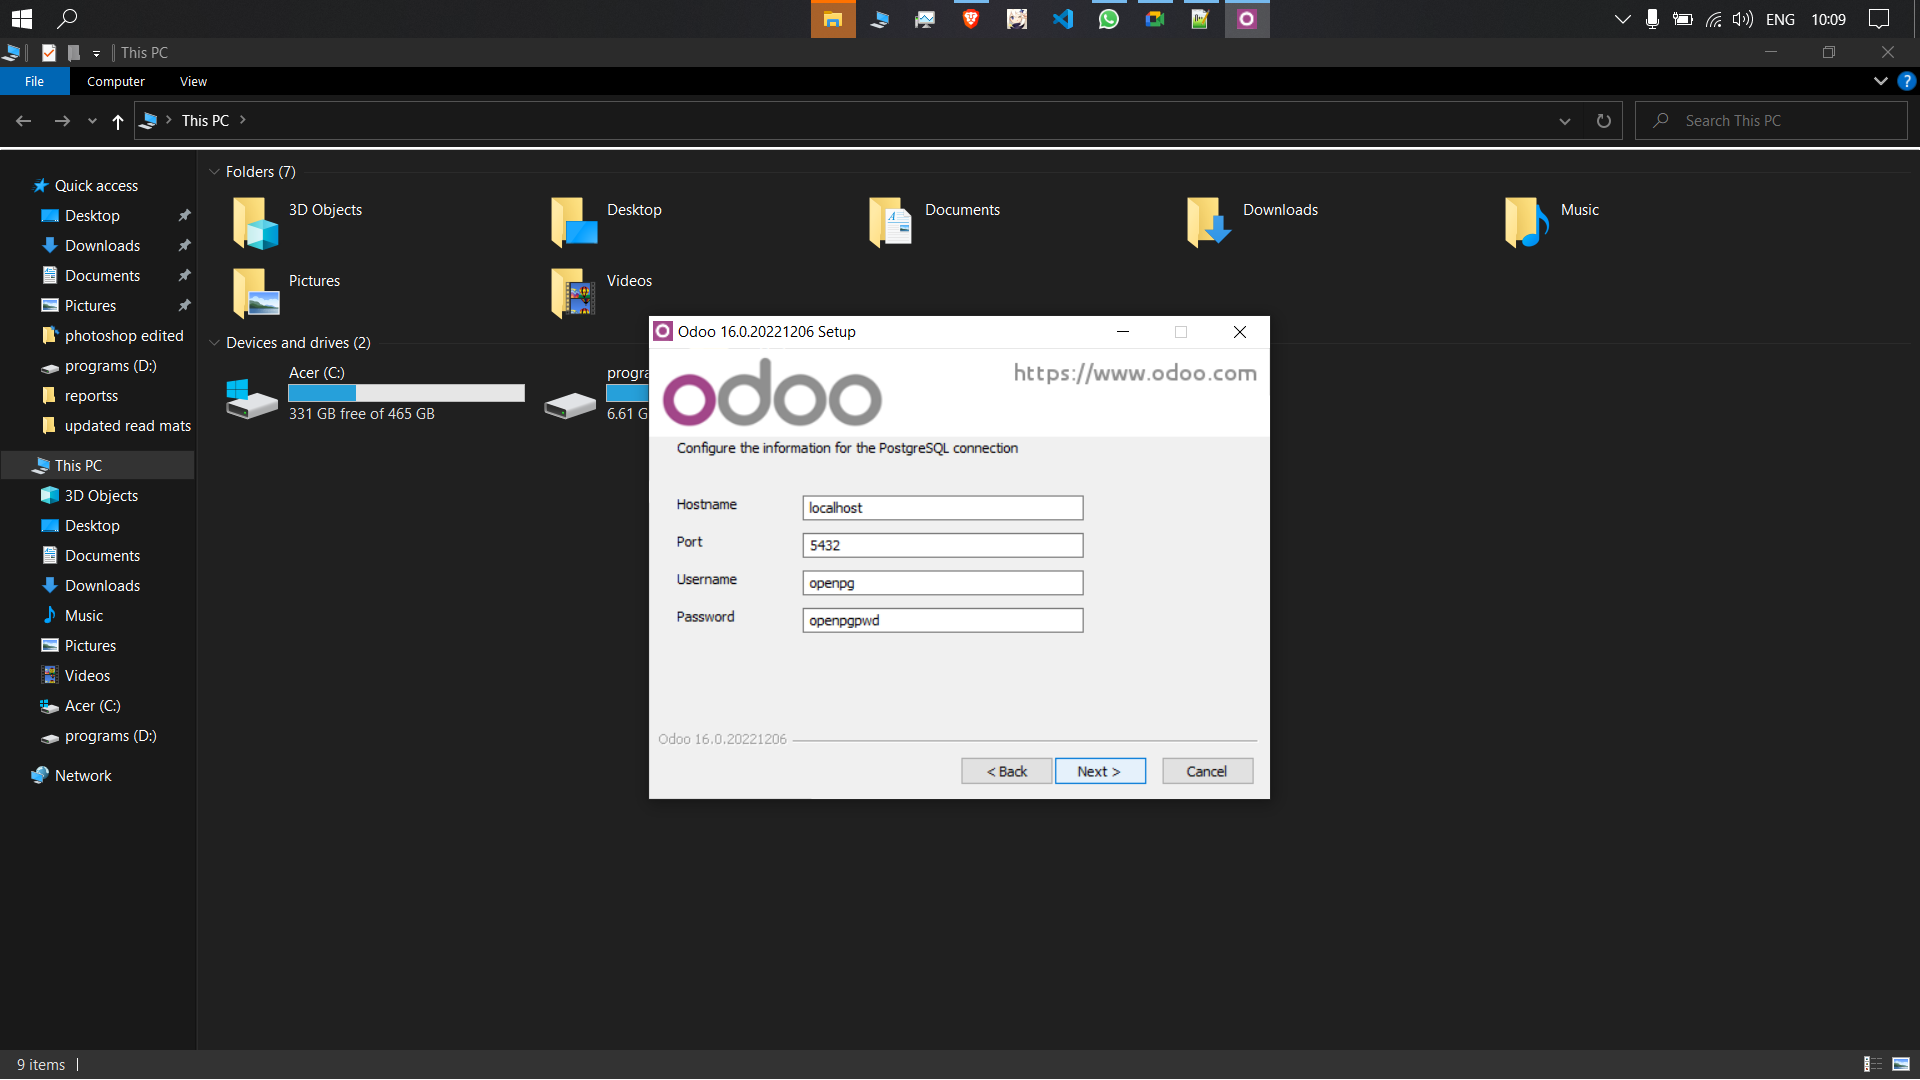 ENG
10:09
This PC
File
Computer
View
This PC
Search This PC
Quick access
Desktop
Downloads
Documents
Pictures
photoshop edited
programs (D:)
reportss
updated read mats
This PC
3D Objects
Desktop
Documents
Downloads
Music
Pictures
Videos
Acer (C:)
programs (D:)
Network
Folders (7)
3D Objects
Desktop
Documents
Downloads
Music
Pictures
Videos
Devices and drives (2)
Acer (C:)
331 GB free of 465 GB
progra
6.61 G
Odoo 16.0.20221206 Setup
odoo
https://www.odoo.com
Configure the information for the PostgreSQL connection
Hostname
localhost
Port
5432
Username
openpg
Password
openpgpwd
Odoo 16.0.20221206
< Back
Next >
Cancel
9 items